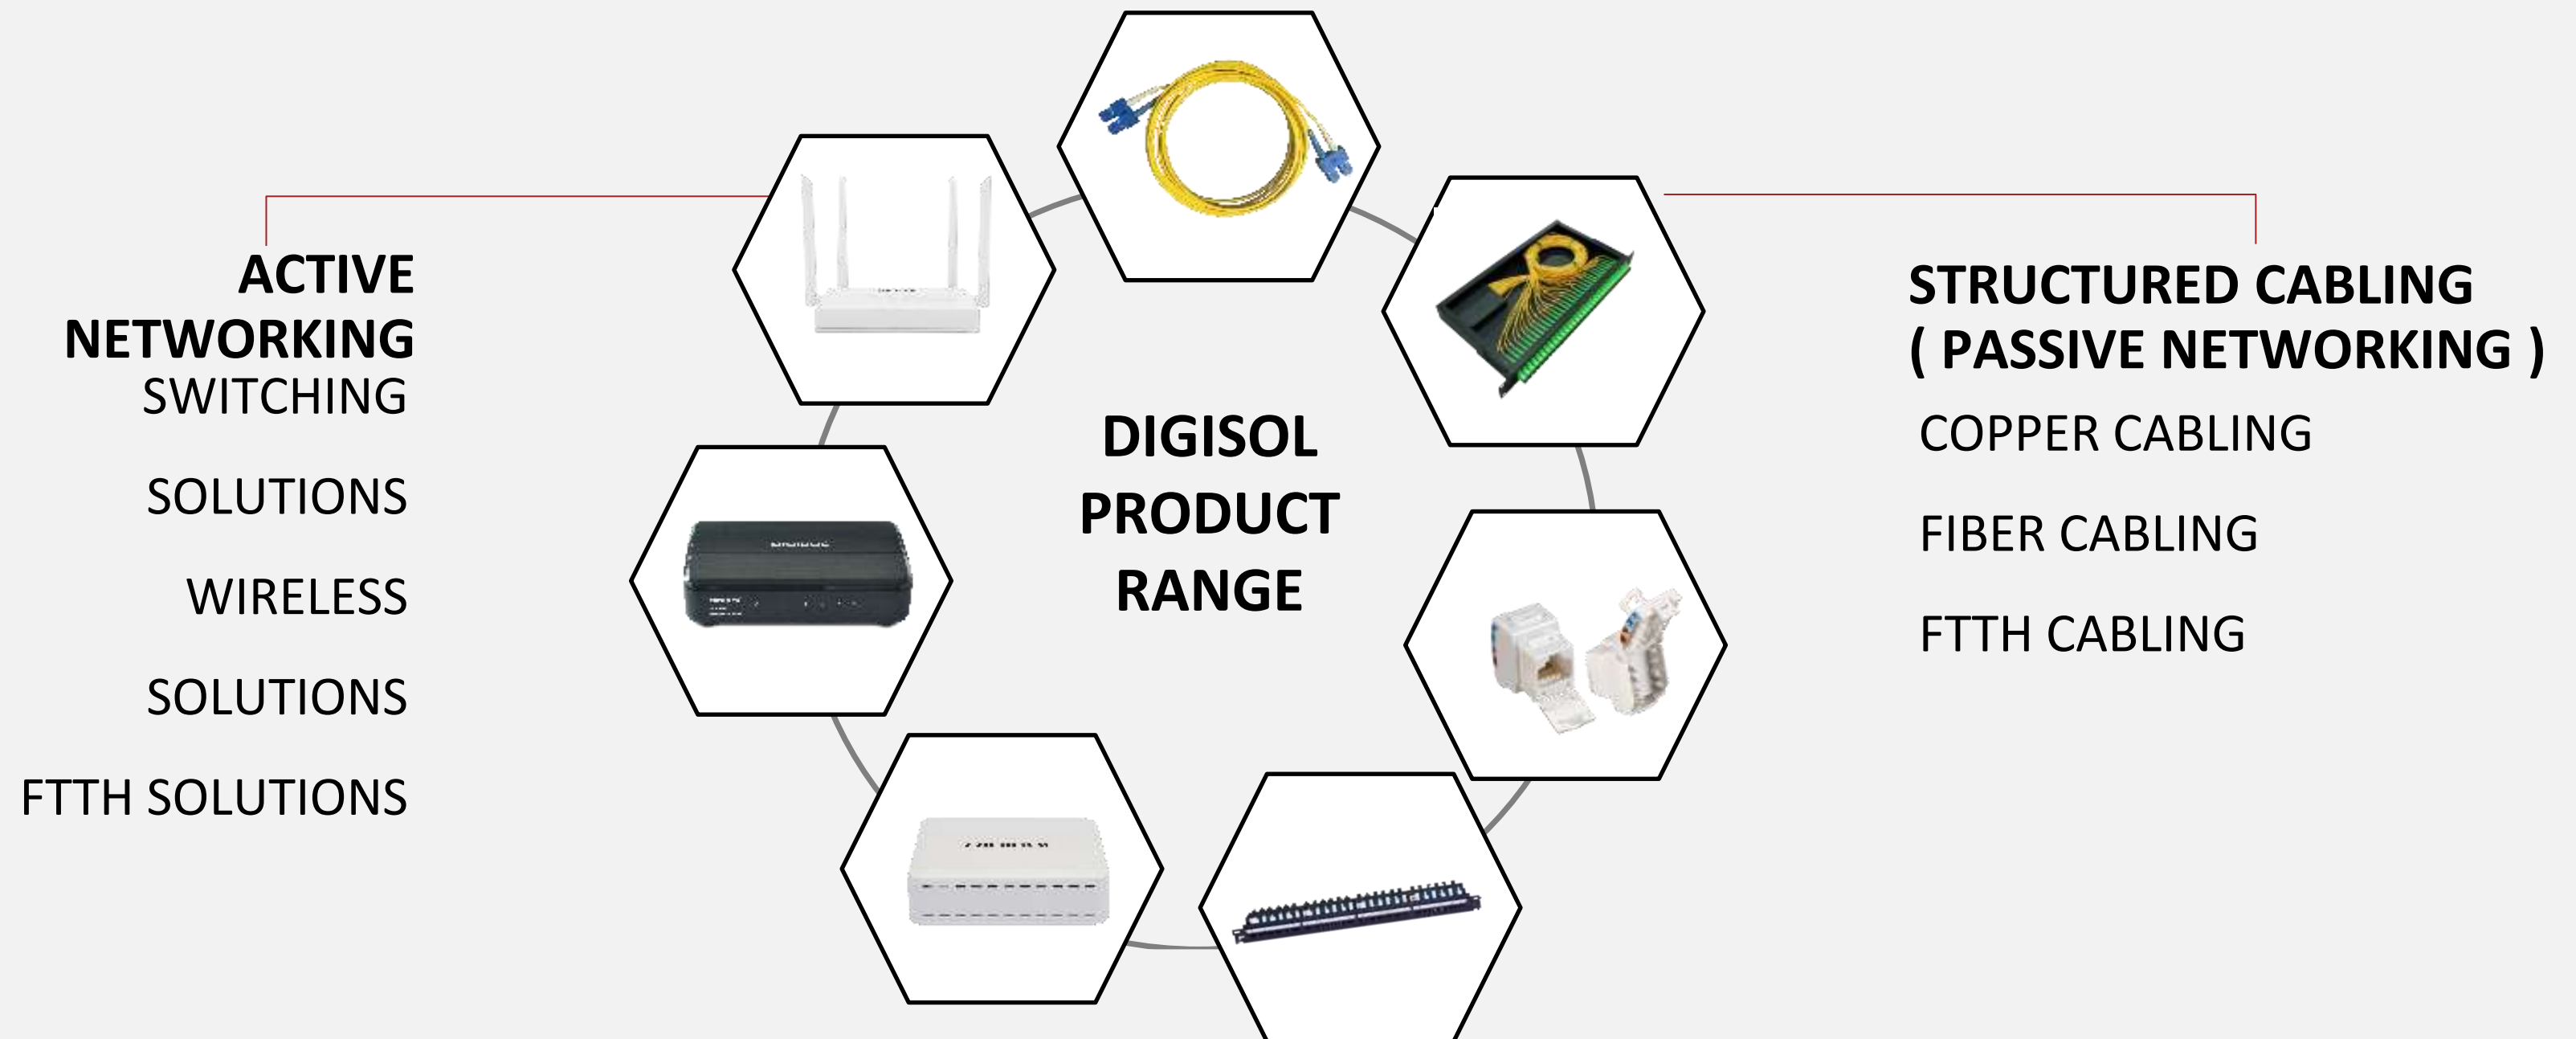 ACTIVE
NETWORKING
SWITCHING
SOLUTIONS
WIRELESS
SOLUTIONS
FTTH SOLUTIONS
DIGISOL
PRODUCT
RANGE
STRUCTURED CABLING
( PASSIVE NETWORKING )
COPPER CABLING
FIBER CABLING
FTTH CABLING